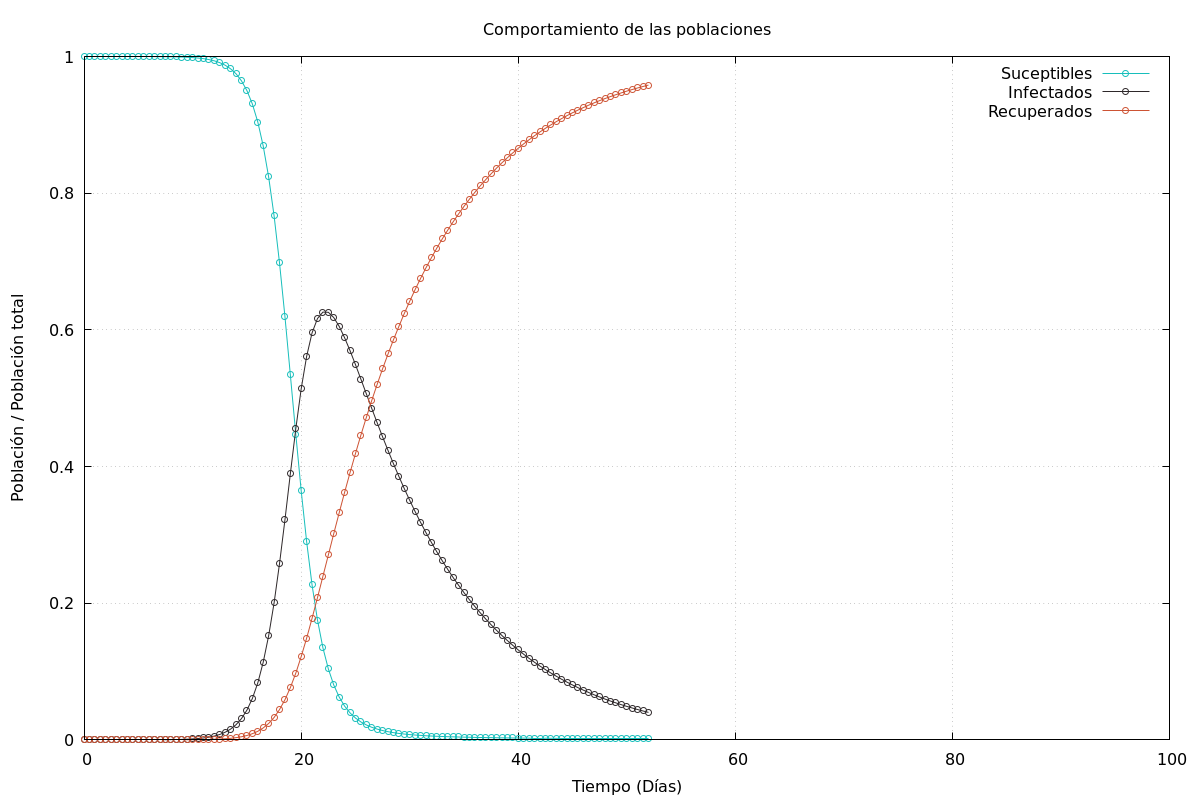 Comportamiento de las poblaciones
1
0.8
0.6
0.4
0.2
0
0 20 40 60 80 100
Población / Población total
Tiempo (Días)
Suceptibles
Infectados
Recuperados